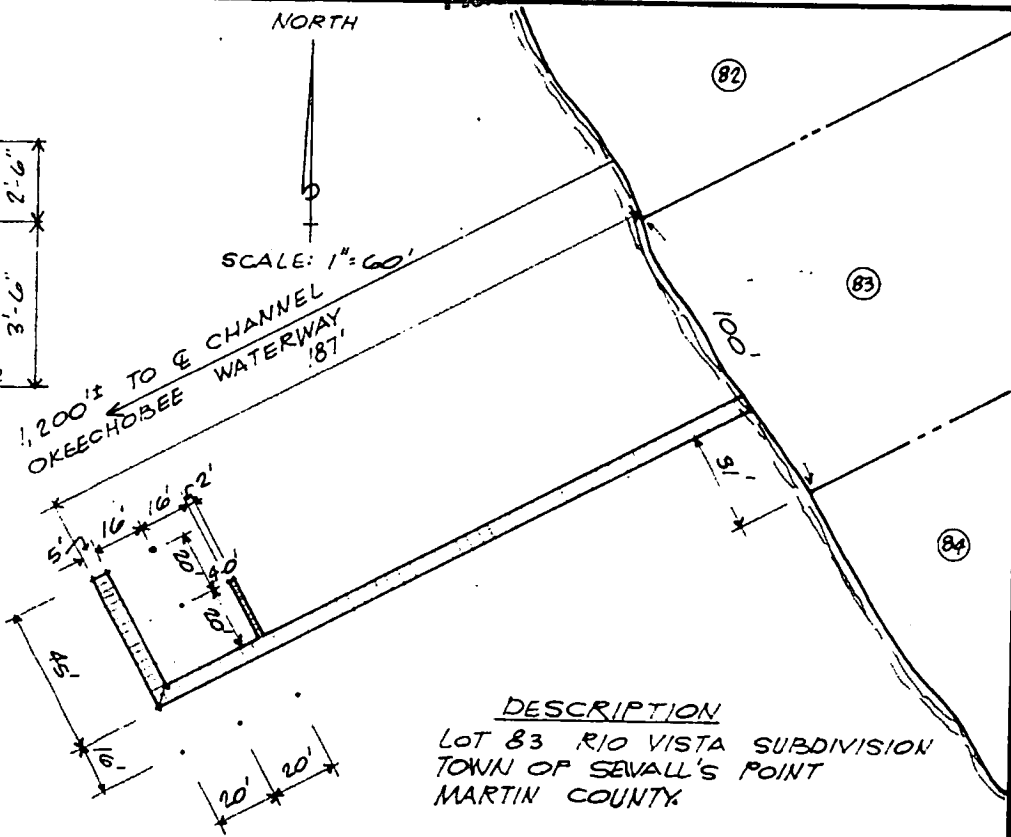 NORTH
2'-6"
3'-6"
SCALE: 1"=60'
82
83
84
1,200'± TO ℄ CHANNEL
OKEECHOBEE WATERWAY
187'
100'
31'
5'
16'
16'
2'
20'
40'
20'
45'
16'
20'
20'
DESCRIPTION
LOT 83 RIO VISTA SUBDIVISION
TOWN OF SEWALL'S POINT
MARTIN COUNTY.